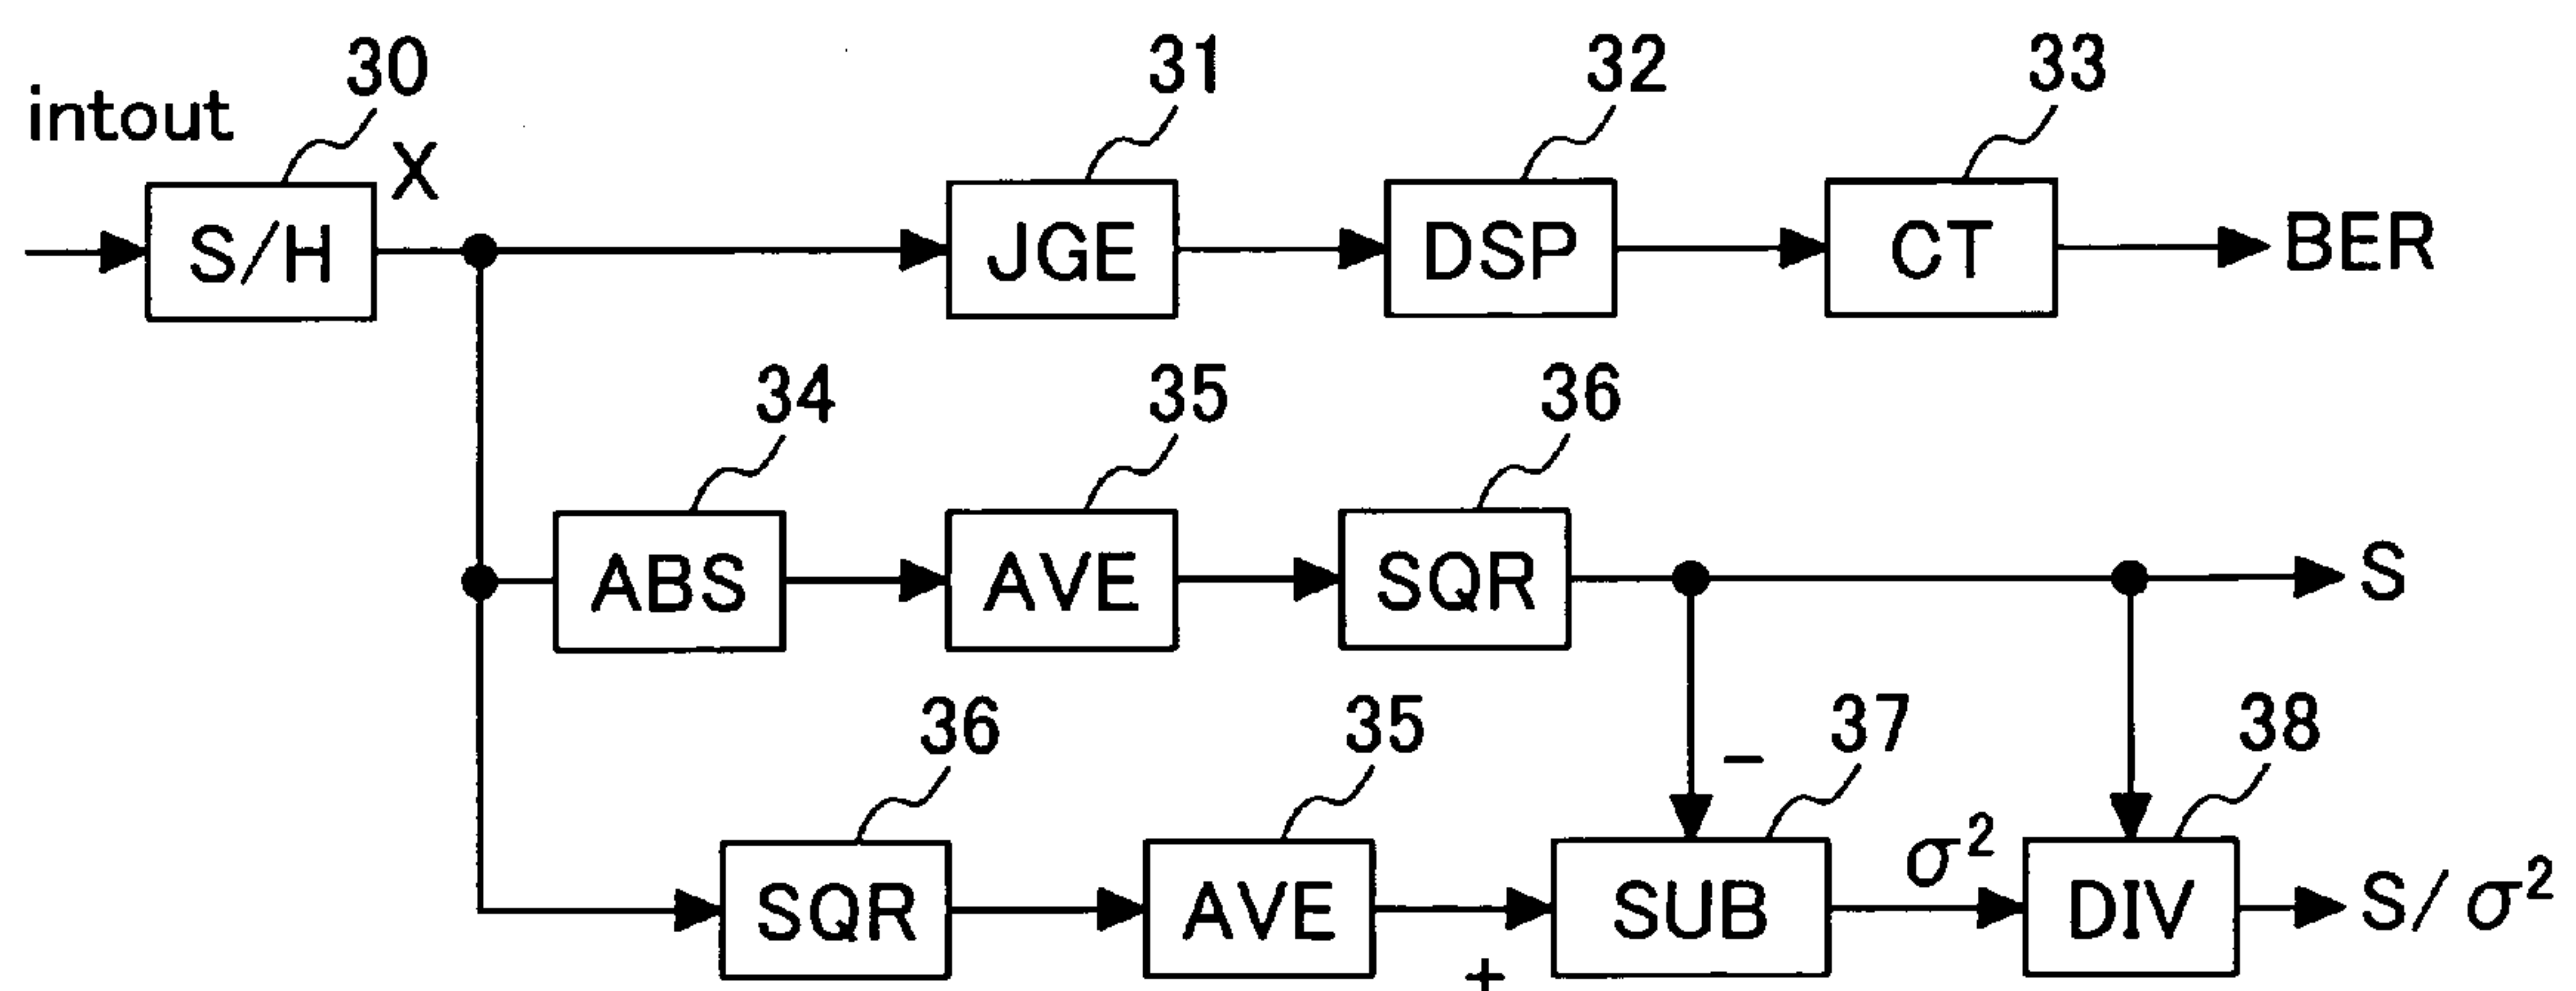 30 31 32 33
intout X
S/H JGE DSP CT BER
34 35 36
ABS AVE SQR S
36 35 − 37 σ² 38
SQR AVE SUB DIV S/σ²
+